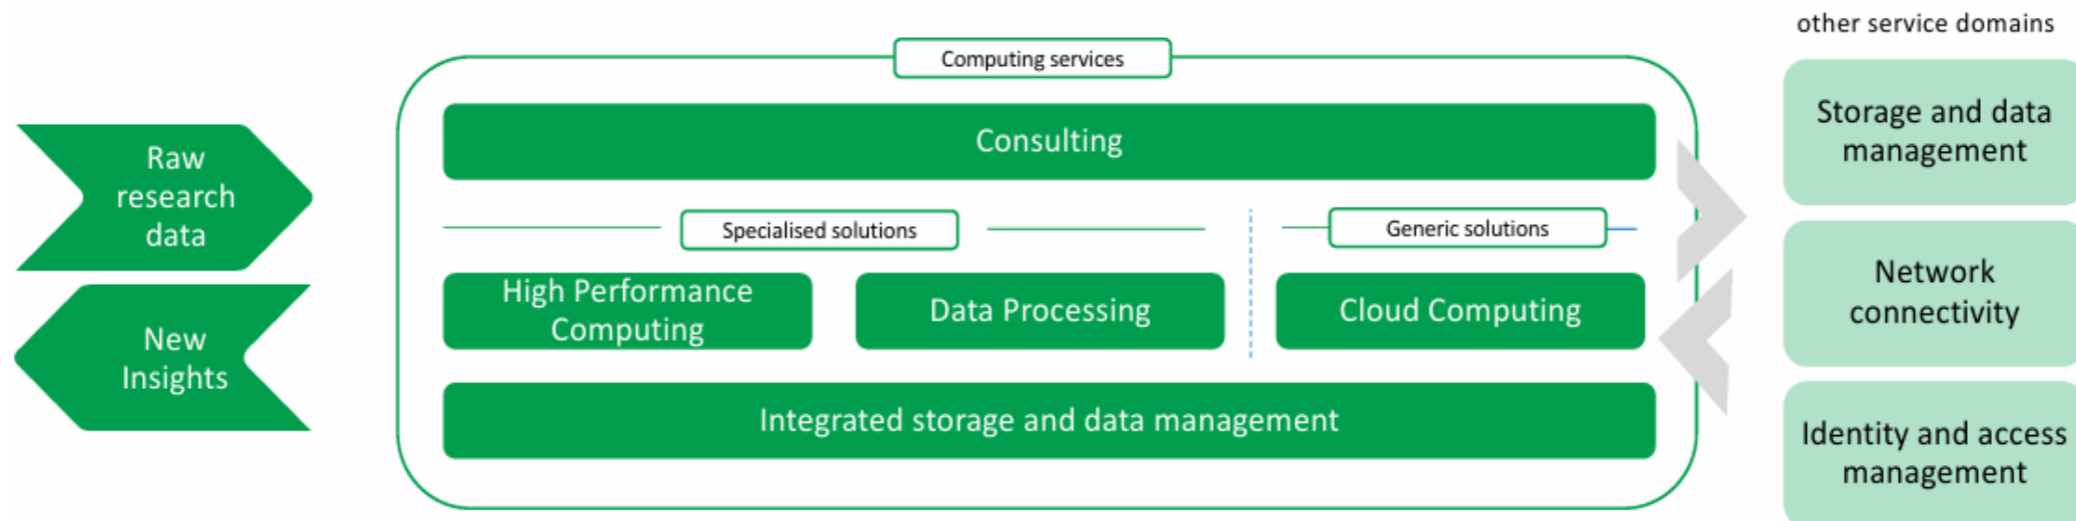 other service domains
Computing services
Consulting
Raw
research
data
Specialised solutions
Generic solutions
High Performance
Computing
Data Processing
Cloud Computing
New
Insights
Integrated storage and data management
Storage and data
management
Network
connectivity
Identity and access
management